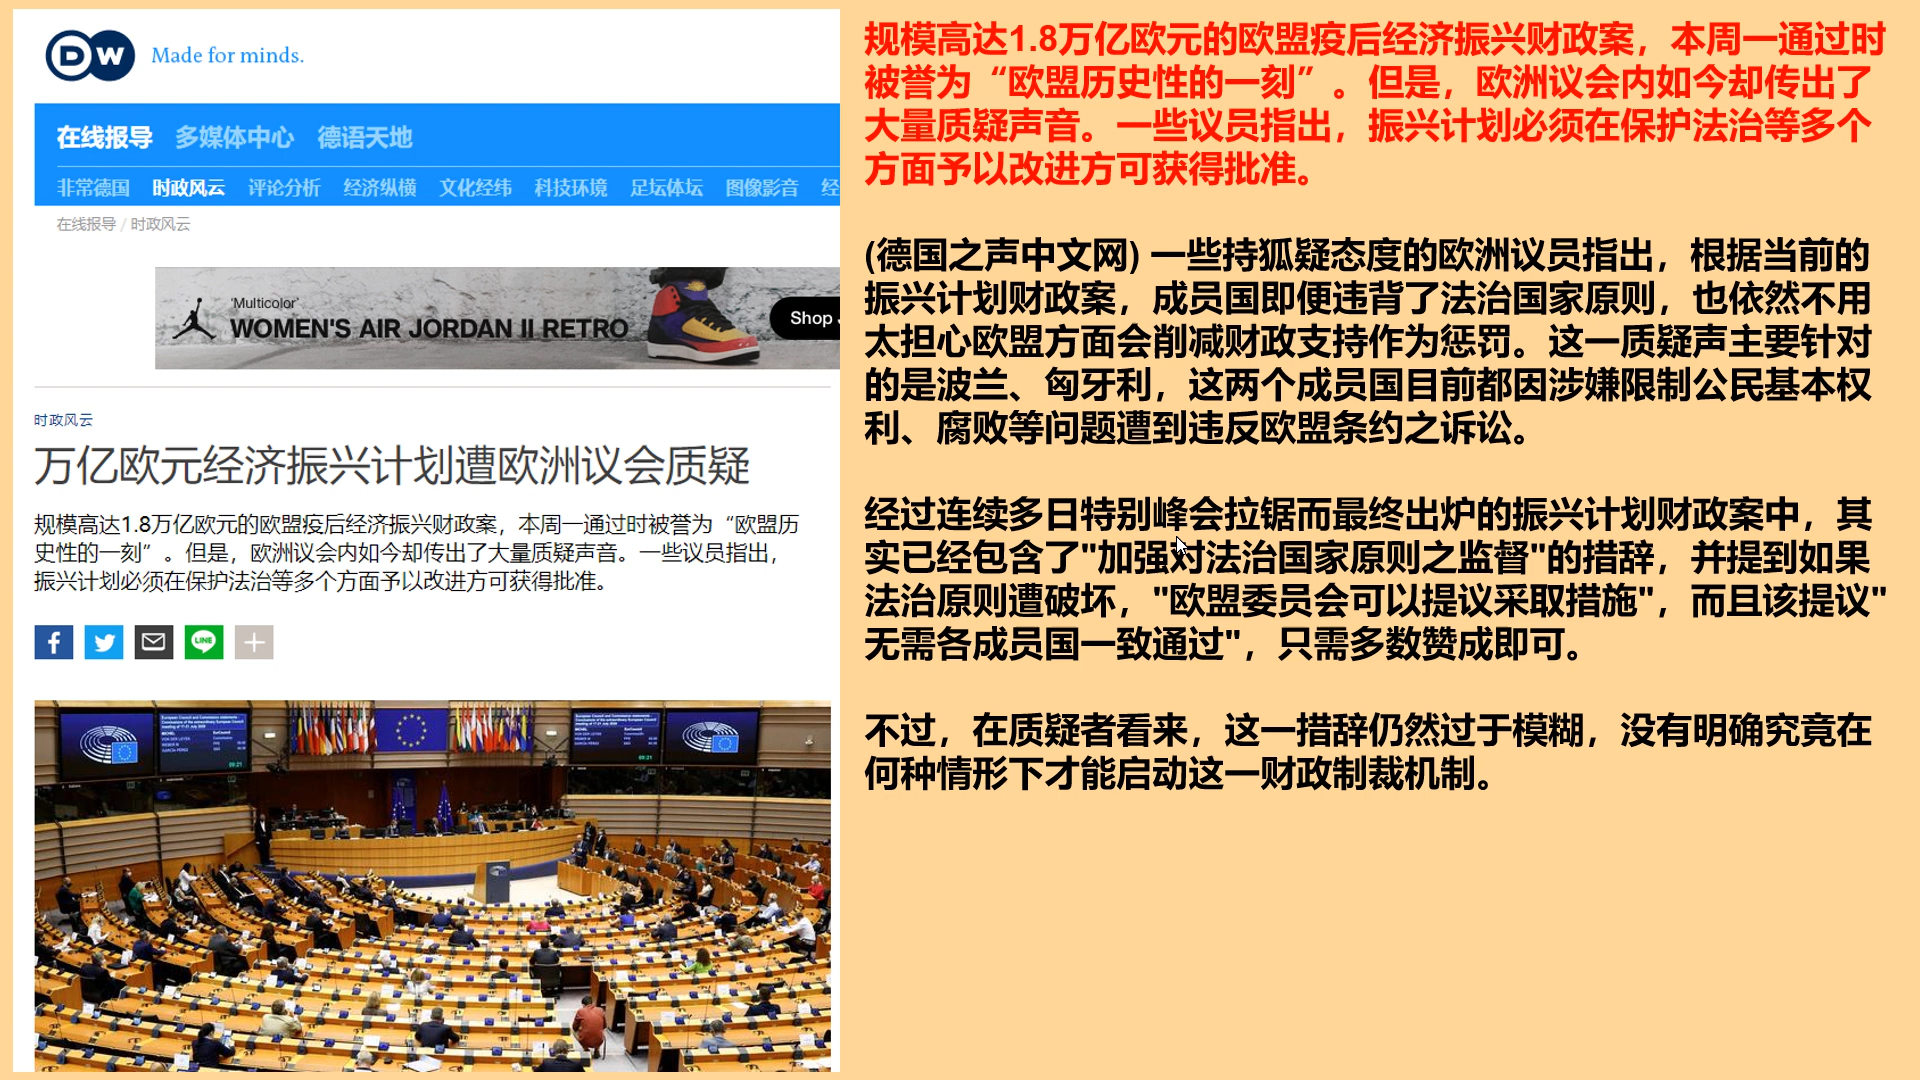 DW Made for minds.
在线报导 多媒体中心 德语天地
非常德国 时政风云 评论分析 经济纵横 文化经纬 科技环境 足坛体坛 图像影音 经
在线报导 / 时政风云
'Multicolor'
WOMEN'S AIR JORDAN II RETRO
Shop
时政风云
万亿欧元经济振兴计划遭欧洲议会质疑
规模高达1.8万亿欧元的欧盟疫后经济振兴财政案，本周一通过时被誉为“欧盟历
史性的一刻”。但是，欧洲议会内如今却传出了大量质疑声音。一些议员指出，
振兴计划必须在保护法治等多个方面予以改进方可获得批准。
LINE
09:21
09:21
规模高达1.8万亿欧元的欧盟疫后经济振兴财政案，本周一通过时
被誉为“欧盟历史性的一刻”。但是，欧洲议会内如今却传出了
大量质疑声音。一些议员指出，振兴计划必须在保护法治等多个
方面予以改进方可获得批准。
(德国之声中文网) 一些持狐疑态度的欧洲议员指出，根据当前的
振兴计划财政案，成员国即便违背了法治国家原则，也依然不用
太担心欧盟方面会削减财政支持作为惩罚。这一质疑声主要针对
的是波兰、匈牙利，这两个成员国目前都因涉嫌限制公民基本权
利、腐败等问题遭到违反欧盟条约之诉讼。
经过连续多日特别峰会拉锯而最终出炉的振兴计划财政案中，其
实已经包含了"加强对法治国家原则之监督"的措辞，并提到如果
法治原则遭破坏，"欧盟委员会可以提议采取措施"，而且该提议"
无需各成员国一致通过"，只需多数赞成即可。
不过，在质疑者看来，这一措辞仍然过于模糊，没有明确究竟在
何种情形下才能启动这一财政制裁机制。